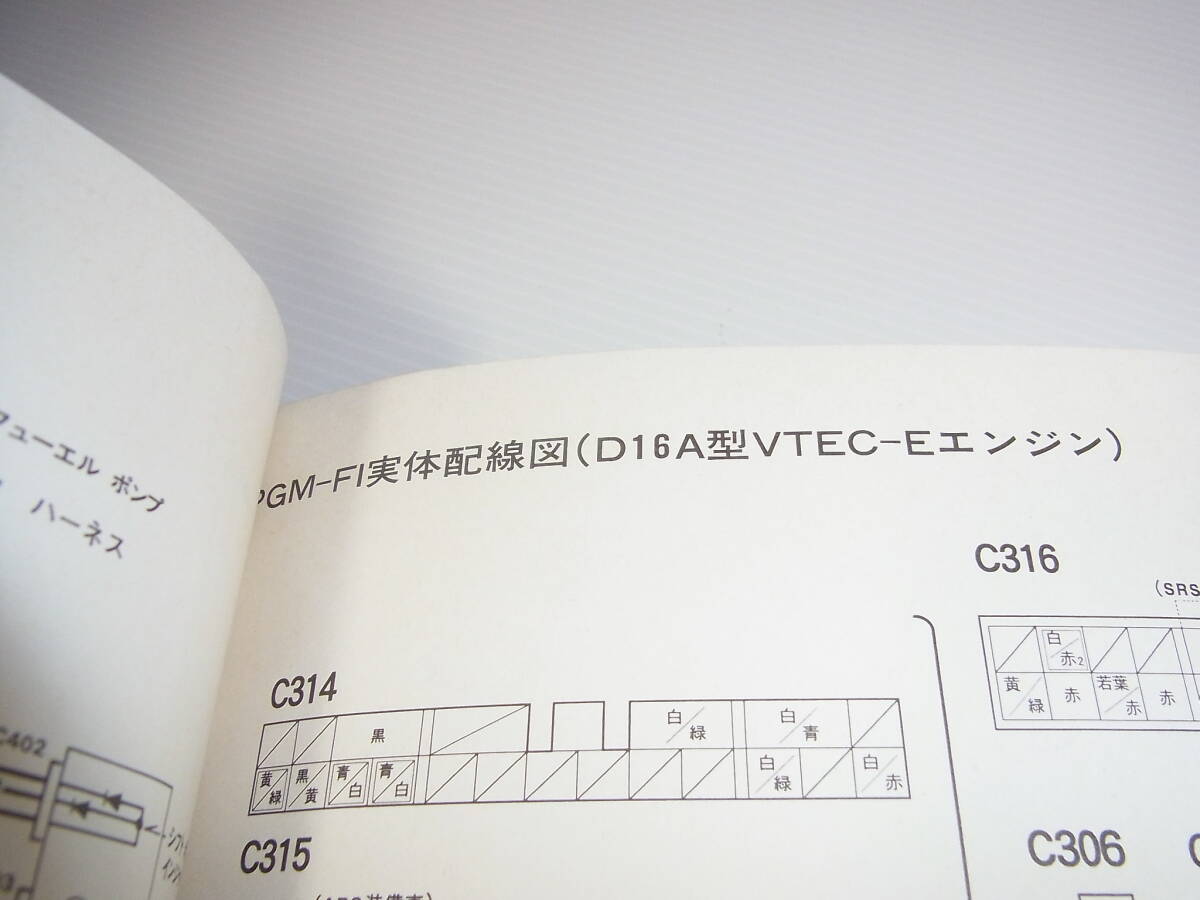 フューエル ポンプ
ハーネス
C402
PGM-FI実体配線図(D16A型VTEC-Eエンジン)
C314
黒 白/緑 白/青
黄/緑 黒/黄 青/白 青/白 白/緑 白/赤
C315
C316
(SRS
白/赤2
黄/緑 赤 若葉/赤 赤
C306